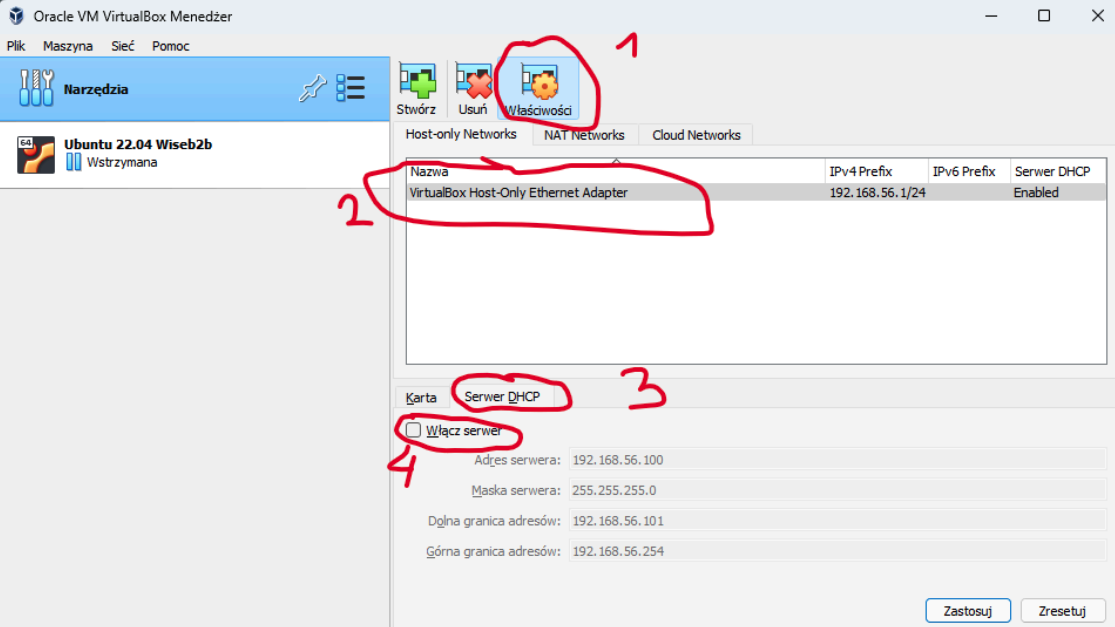 Oracle VM VirtualBox Menedżer
Plik Maszyna Sieć Pomoc
1
Narzędzia
Stwórz Usuń Właściwości
64
Ubuntu 22.04 Wiseb2b
Wstrzymana
Host-only Networks NAT Networks Cloud Networks
Nazwa IPv4 Prefix IPv6 Prefix Serwer DHCP
VirtualBox Host-Only Ethernet Adapter 192.168.56.1/24 Enabled
2
3
Karta Serwer DHCP
Włącz serwer
4
Adres serwera: 192.168.56.100
Maska serwera: 255.255.255.0
Dolna granica adresów: 192.168.56.101
Górna granica adresów: 192.168.56.254
Zastosuj Zresetuj